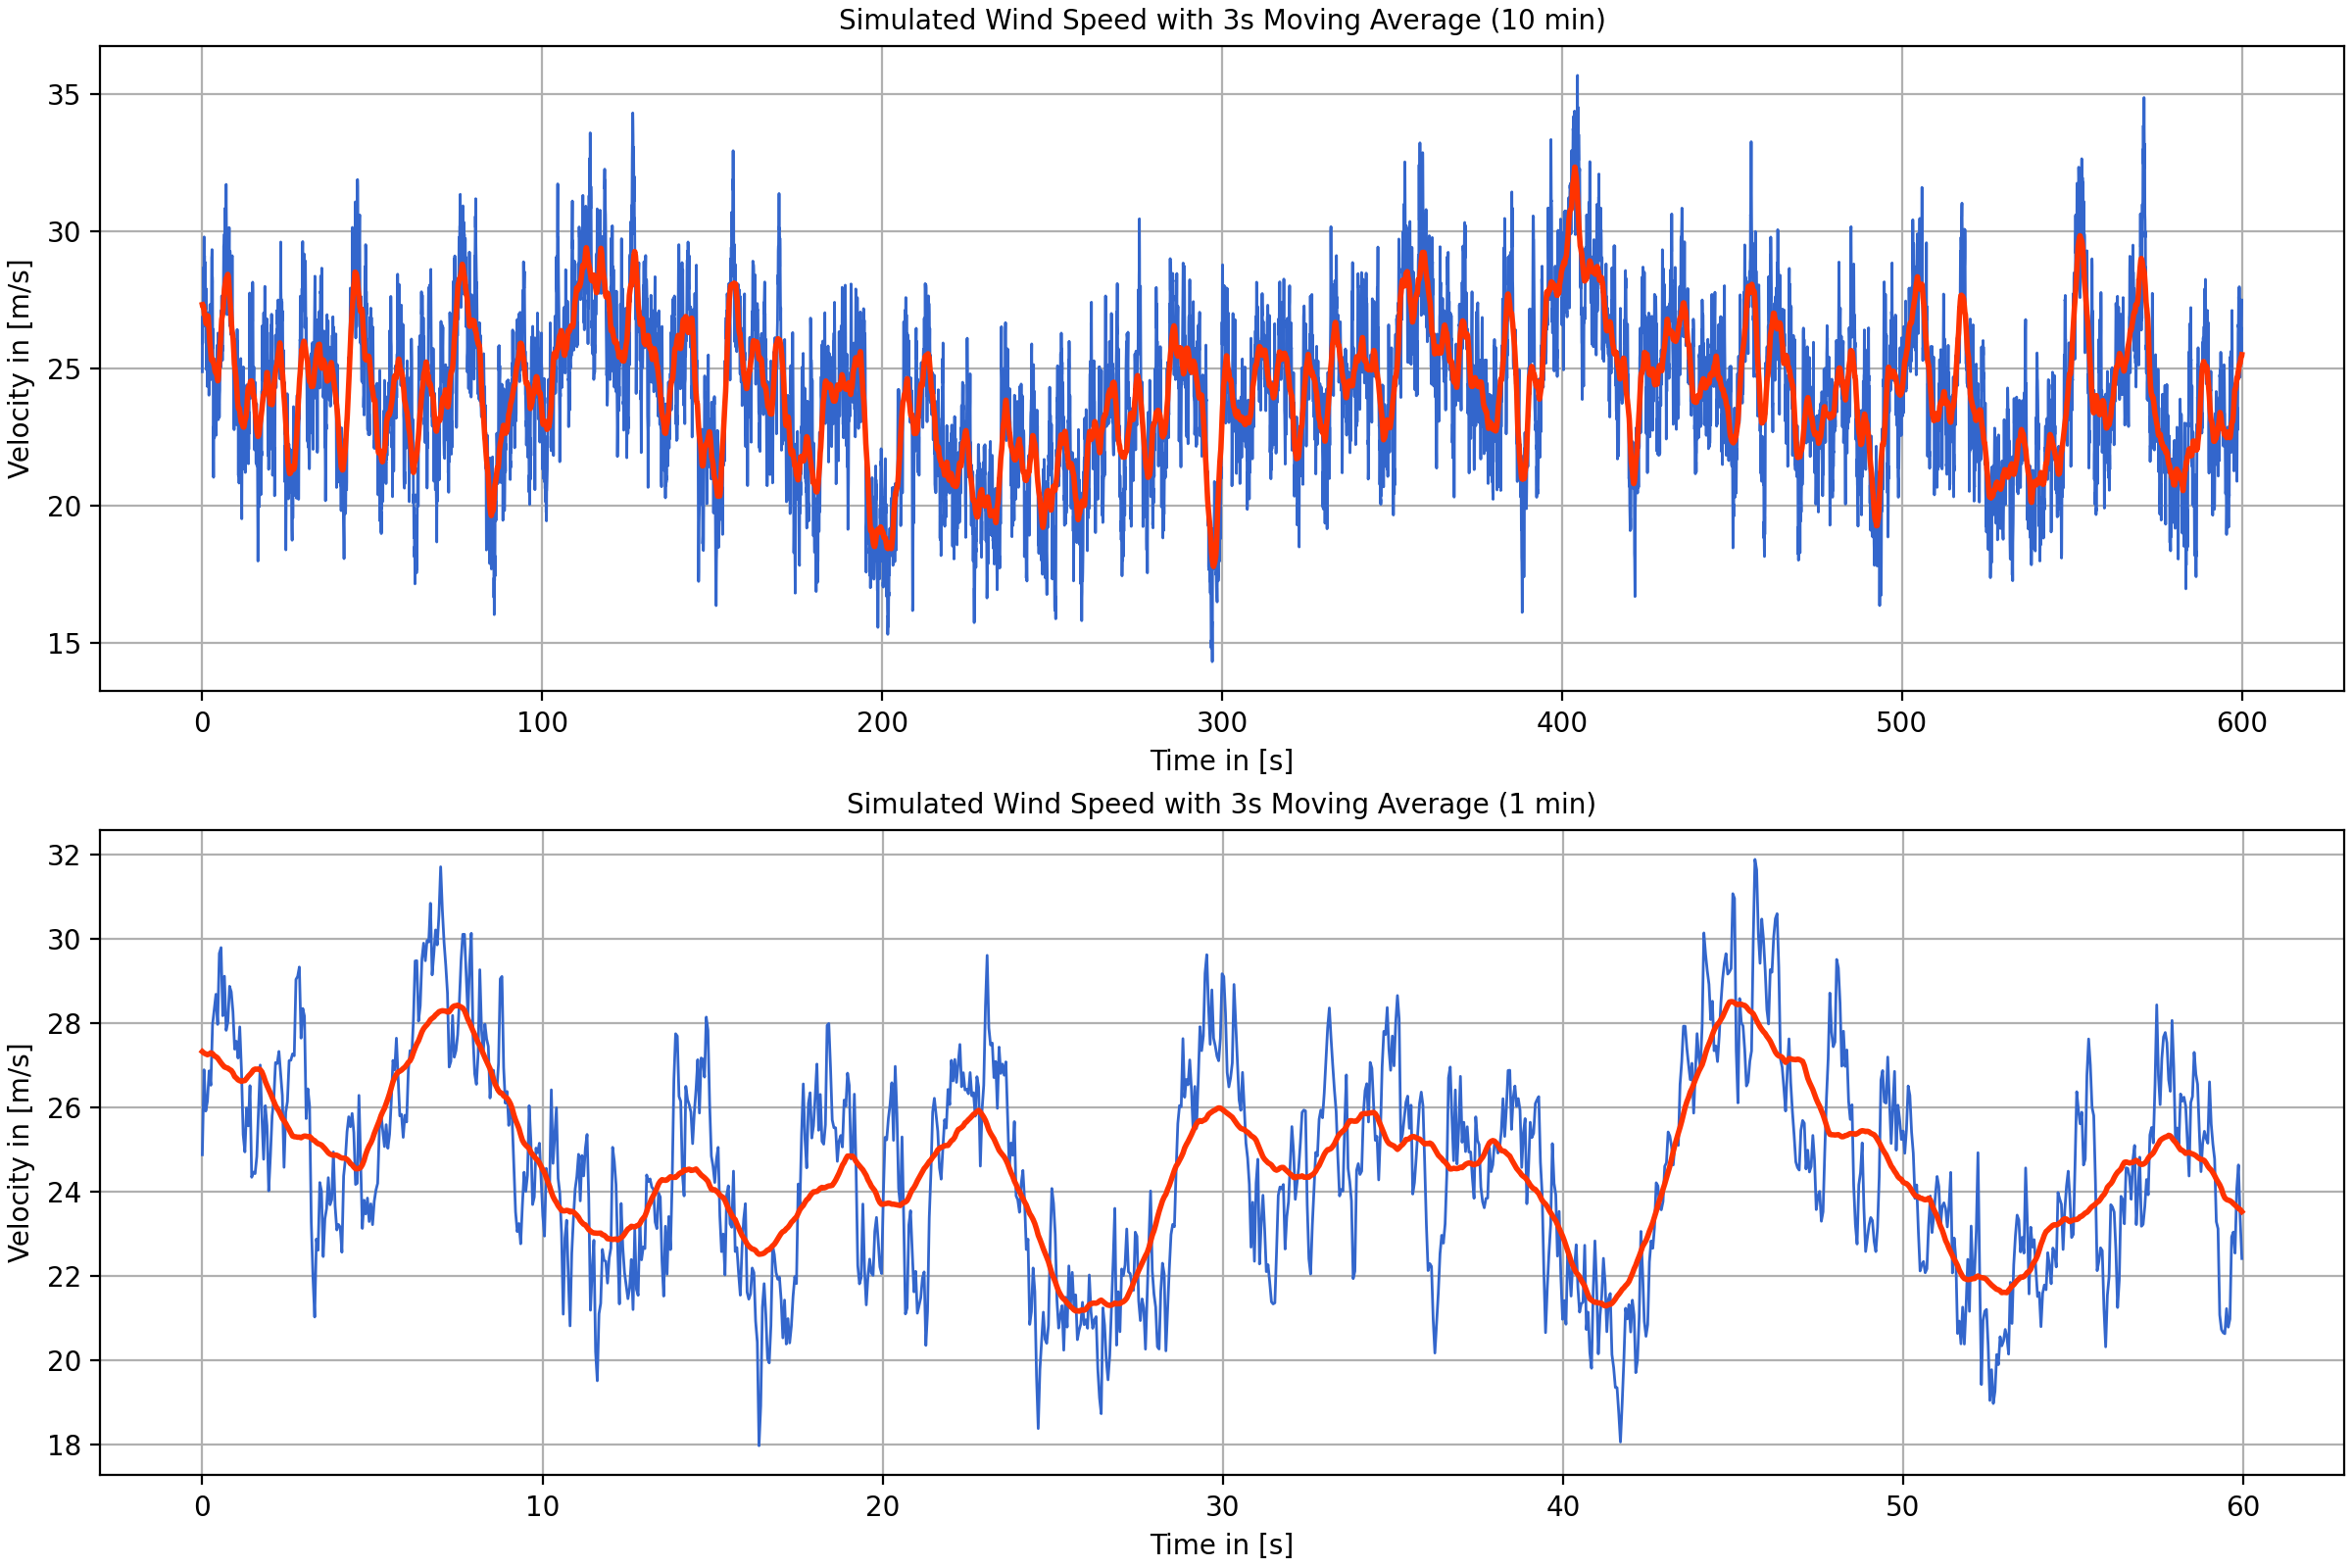 Simulated Wind Speed with 3s Moving Average (10 min)
Velocity in [m/s]
35
30
25
20
15
0 100 200 300 400 500 600
Time in [s]
Simulated Wind Speed with 3s Moving Average (1 min)
Velocity in [m/s]
32
30
28
26
24
22
20
18
0 10 20 30 40 50 60
Time in [s]